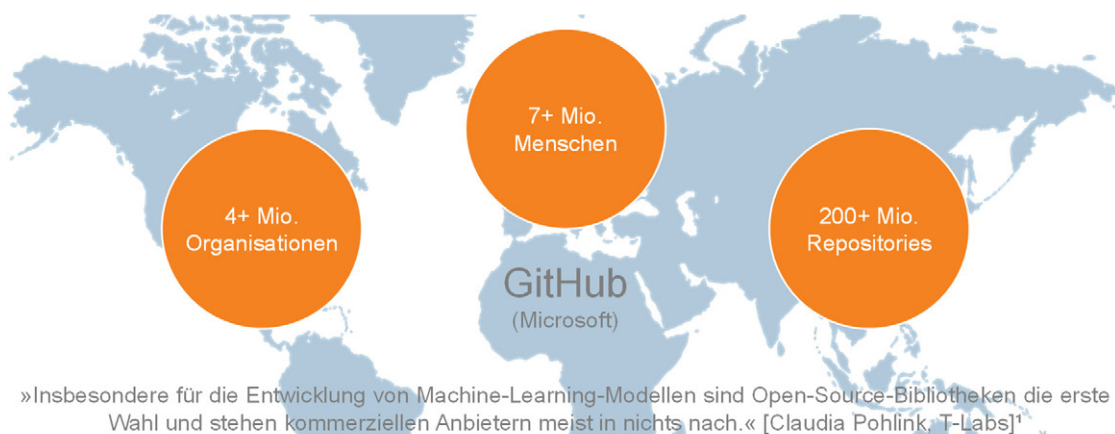 7+ Mio.
Menschen
4+ Mio.
Organisationen
200+ Mio.
Repositories
GitHub
(Microsoft)
»Insbesondere für die Entwicklung von Machine-Learning-Modellen sind Open-Source-Bibliotheken die erste
Wahl und stehen kommerziellen Anbietern meist in nichts nach.« [Claudia Pohlink, T-Labs]¹